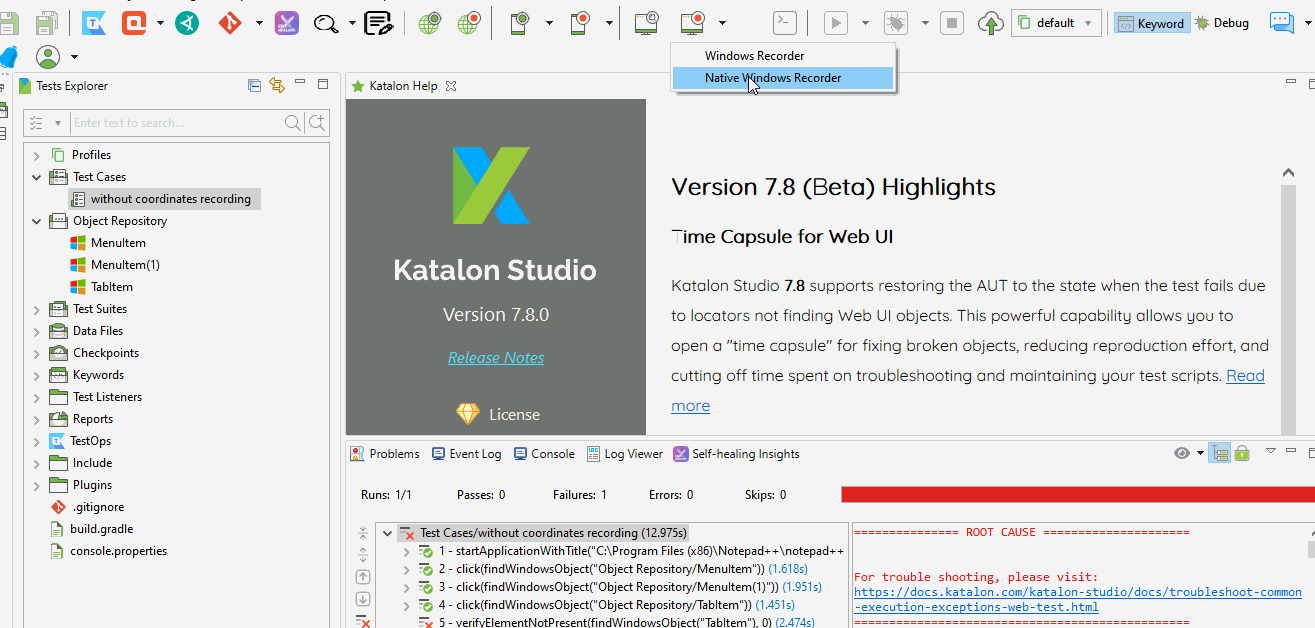 default
Keyword
Debug
Windows Recorder
Native Windows Recorder
Tests Explorer
Katalon Help
Enter text to search...
Profiles
Test Cases
without coordinates recording
Object Repository
MenuItem
MenuItem(1)
TabItem
Test Suites
Data Files
Checkpoints
Keywords
Test Listeners
Reports
TestOps
Include
Plugins
.gitignore
build.gradle
console.properties
Katalon Studio
Version 7.8.0
Release Notes
License
Version 7.8 (Beta) Highlights
Time Capsule for Web UI
Katalon Studio 7.8 supports restoring the AUT to the state when the test fails due
to locators not finding Web UI objects. This powerful capability allows you to
open a "time capsule" for fixing broken objects, reducing reproduction effort, and
cutting off time spent on troubleshooting and maintaining your test scripts. Read
more
Problems Event Log Console Log Viewer Self-healing Insights
Runs: 1/1 Passes: 0 Failures: 1 Errors: 0 Skips: 0
Test Cases/without coordinates recording (12.975s)
1 - startApplicationWithTitle("C:\Program Files (x86)\Notepad++\notepad++
2 - click(findWindowsObject("Object Repository/MenuItem")) (1.618s)
3 - click(findWindowsObject("Object Repository/MenuItem(1)")) (1.951s)
4 - click(findWindowsObject("Object Repository/TabItem")) (1.451s)
5 - verifyElementNotPresent(findWindowsObject("TabItem"), 0) (2.474s)
=============== ROOT CAUSE =====================
For trouble shooting, please visit:
https://docs.katalon.com/katalon-studio/docs/troubleshoot-common
-execution-exceptions-web-test.html
================================================